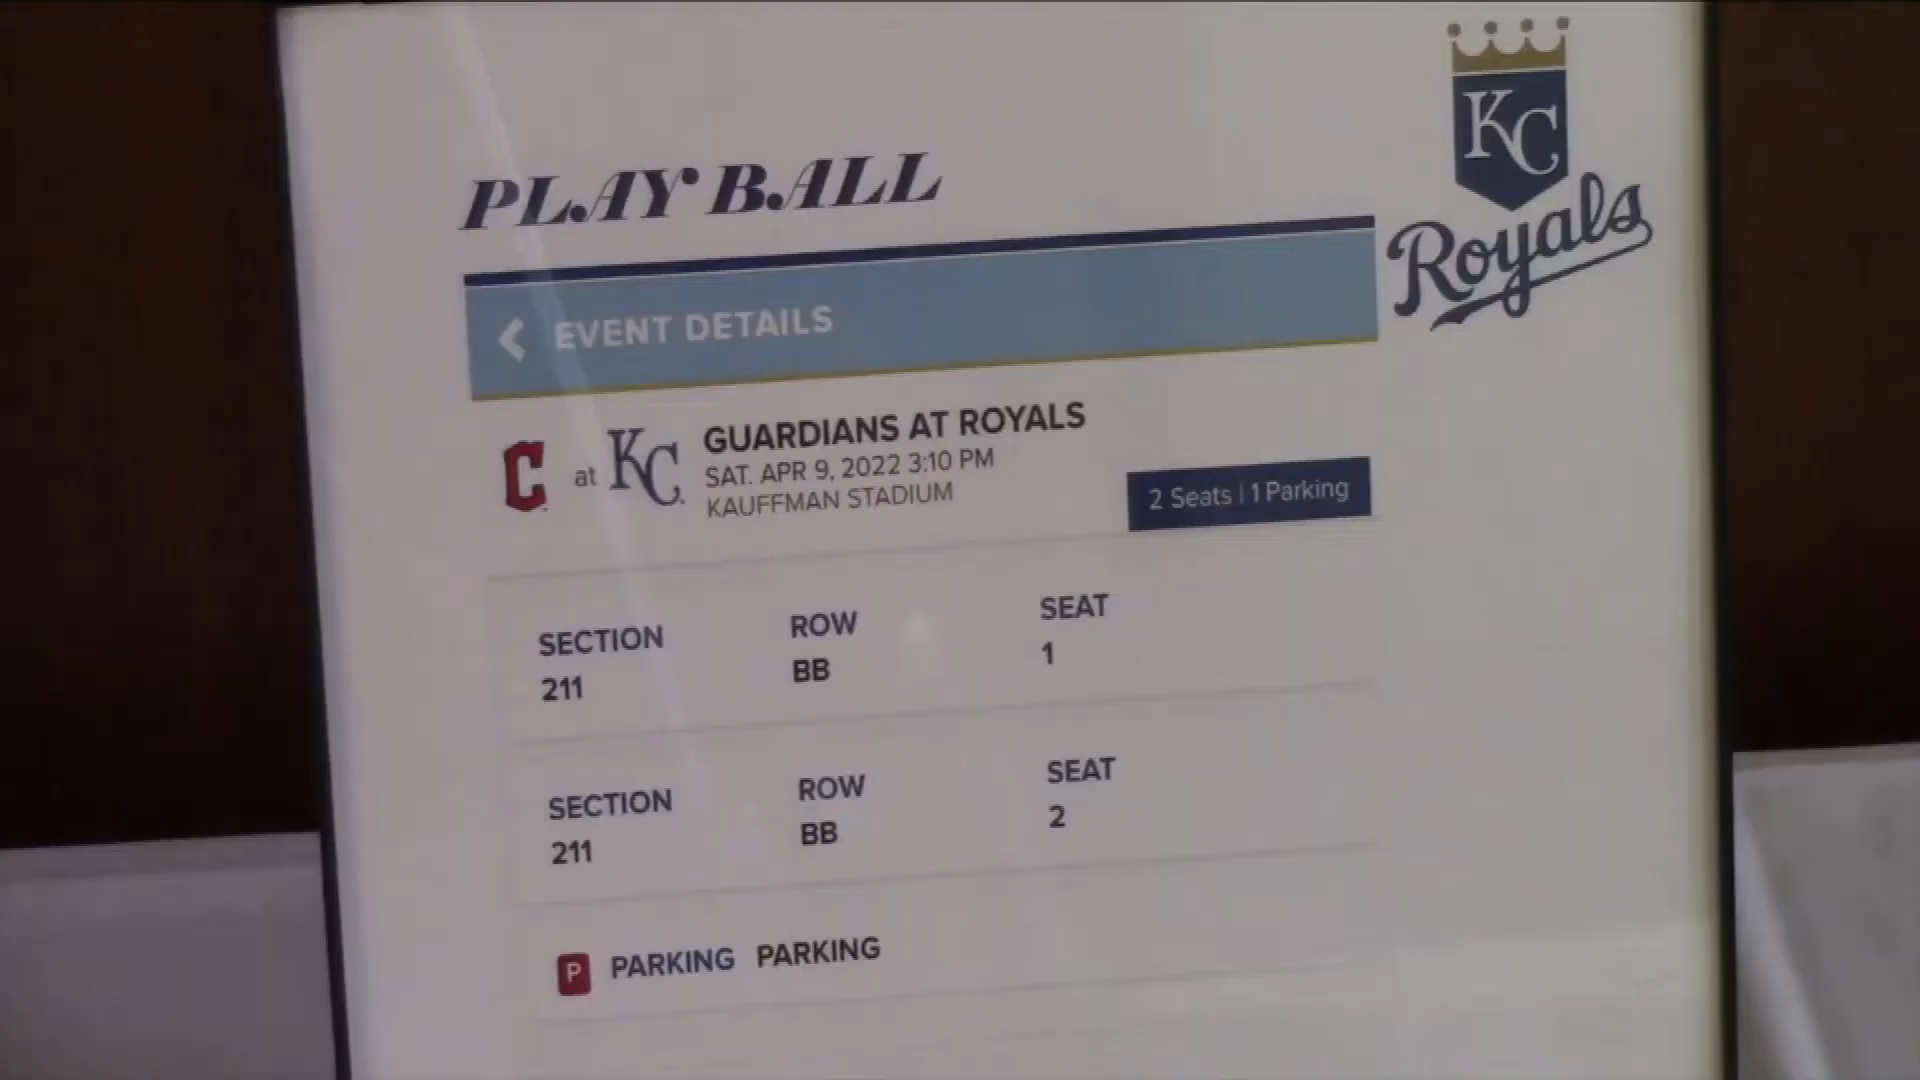 KC
Royals
PLAY BALL
EVENT DETAILS
C at KC
GUARDIANS AT ROYALS
SAT. APR 9, 2022 3:10 PM
KAUFFMAN STADIUM
2 Seats | 1 Parking
SECTION ROW SEAT
211 BB 1
SECTION ROW SEAT
211 BB 2
P PARKING PARKING